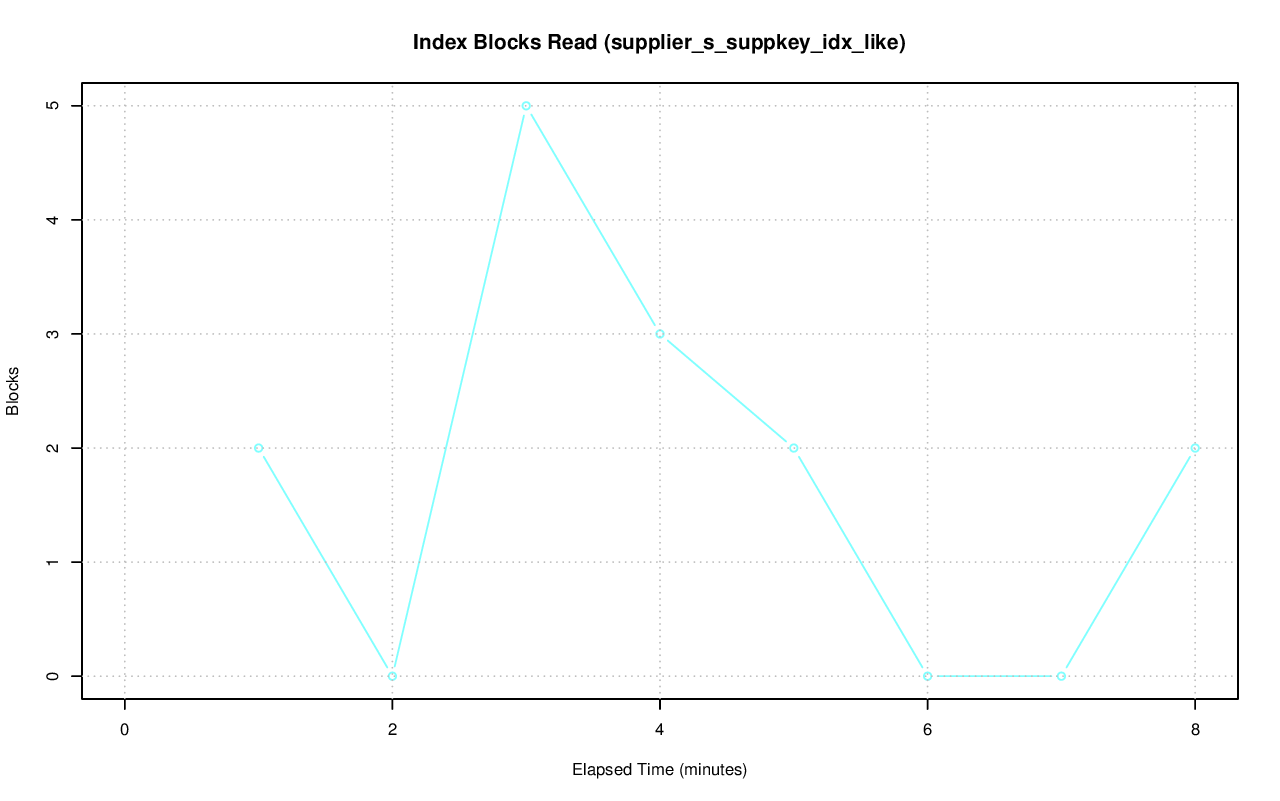 Index Blocks Read (supplier_s_suppkey_idx_like)
Blocks
5
4
3
2
1
0
0 2 4 6 8
Elapsed Time (minutes)